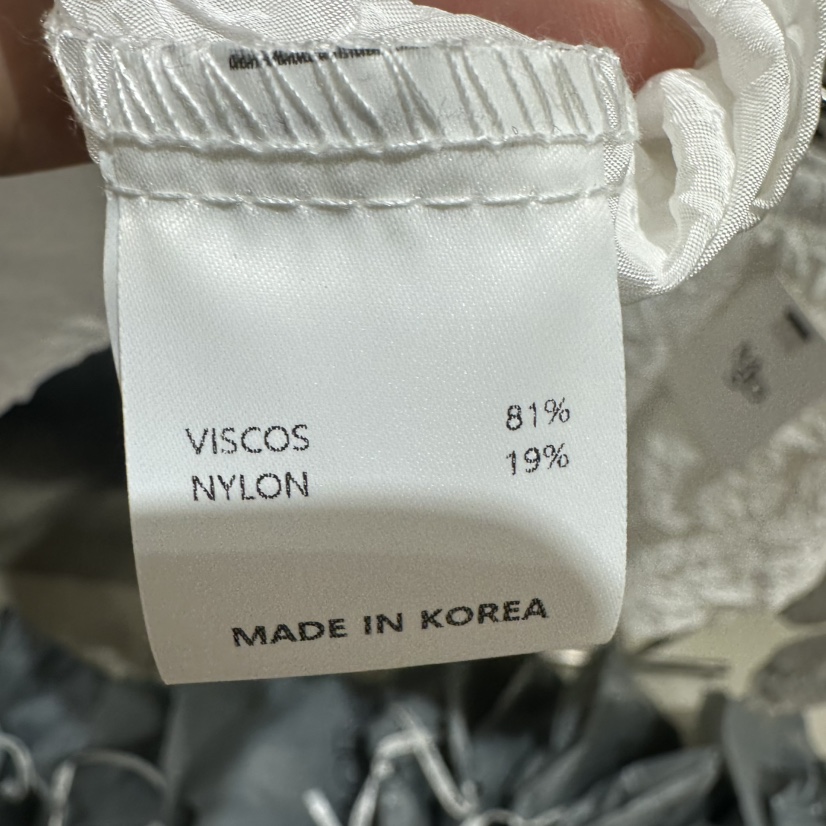 VISCOS 81%
NYLON 19%
MADE IN KOREA